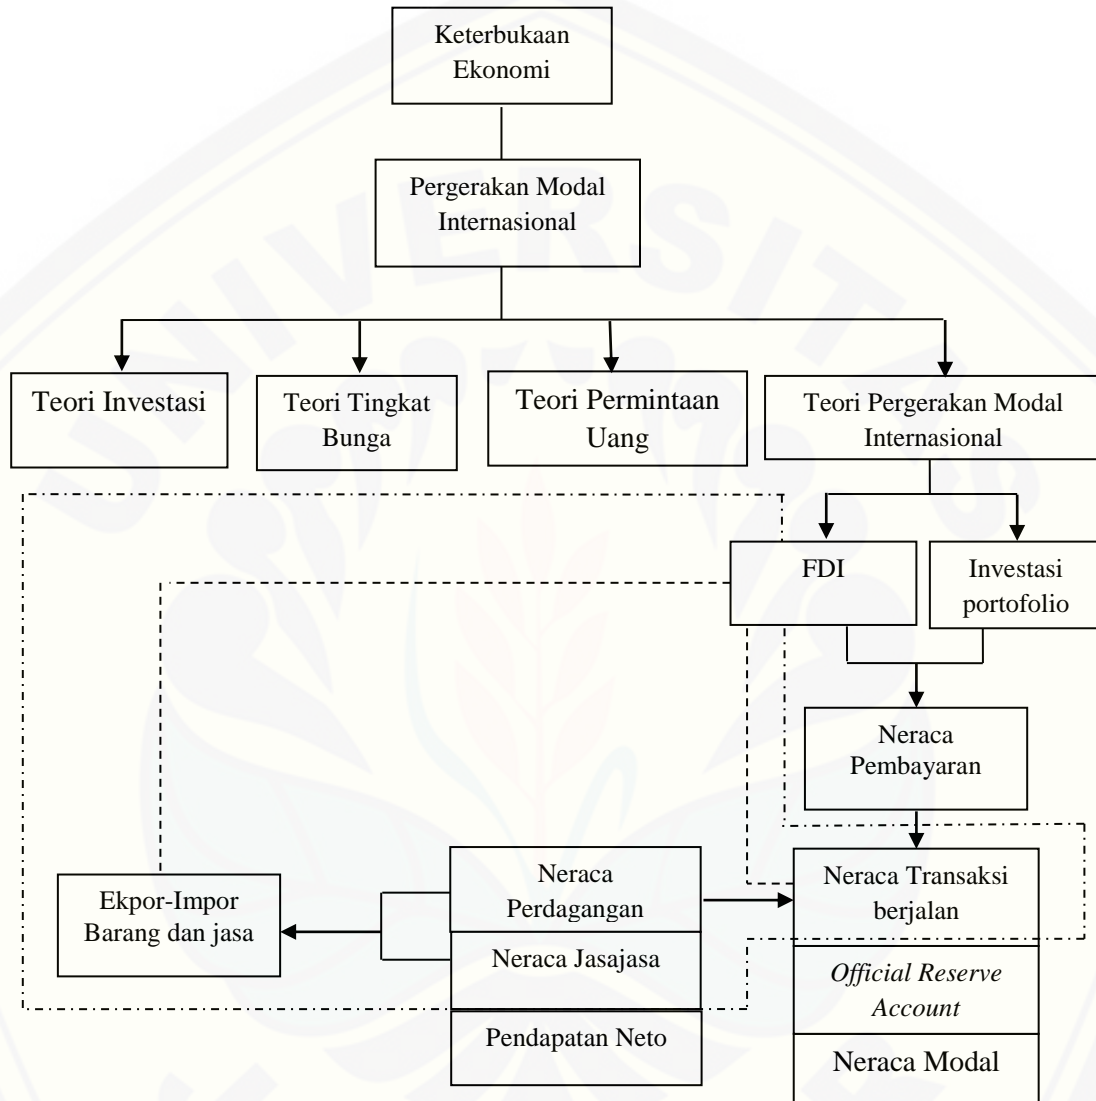 UNIVERSITAS
Keterbukaan
Ekonomi
Pergerakan Modal
Internasional
Teori Investasi
Teori Tingkat
Bunga
Teori Permintaan
Uang
Teori Pergerakan Modal
Internasional
FDI
Investasi
portofolio
Neraca
Pembayaran
Ekpor-Impor
Barang dan jasa
Neraca
Perdagangan
Neraca Jasajasa
Pendapatan Neto
Neraca Transaksi
berjalan
Official Reserve
Account
Neraca Modal